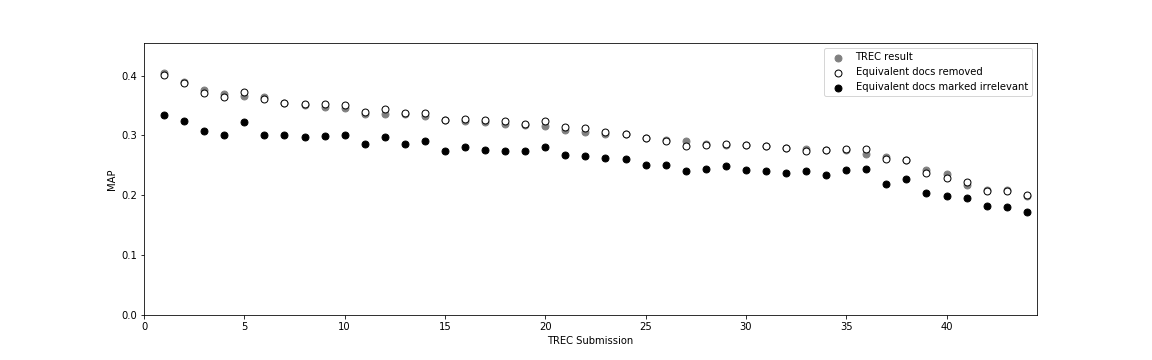 TREC result
Equivalent docs removed
Equivalent docs marked irrelevant
0.4
0.3
0.2
0.1
0.0
MAP
0 5 10 15 20 25 30 35 40
TREC Submission